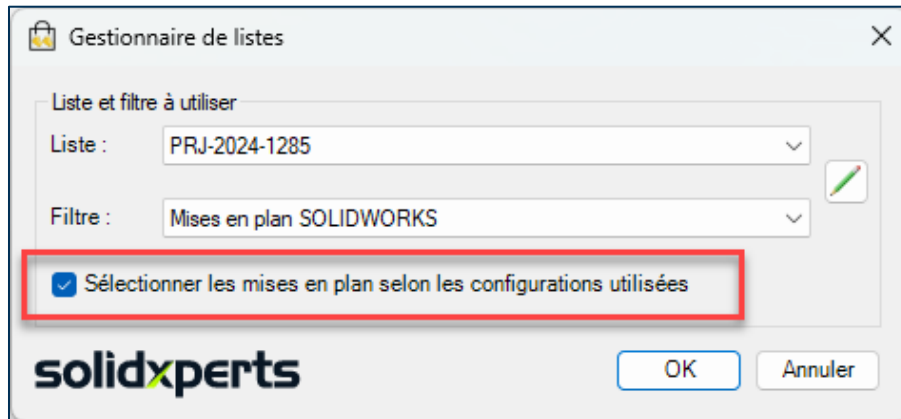 Gestionnaire de listes
Liste et filtre à utiliser
Liste :
PRJ-2024-1285
Filtre :
Mises en plan SOLIDWORKS
Sélectionner les mises en plan selon les configurations utilisées
solidxperts
OK
Annuler